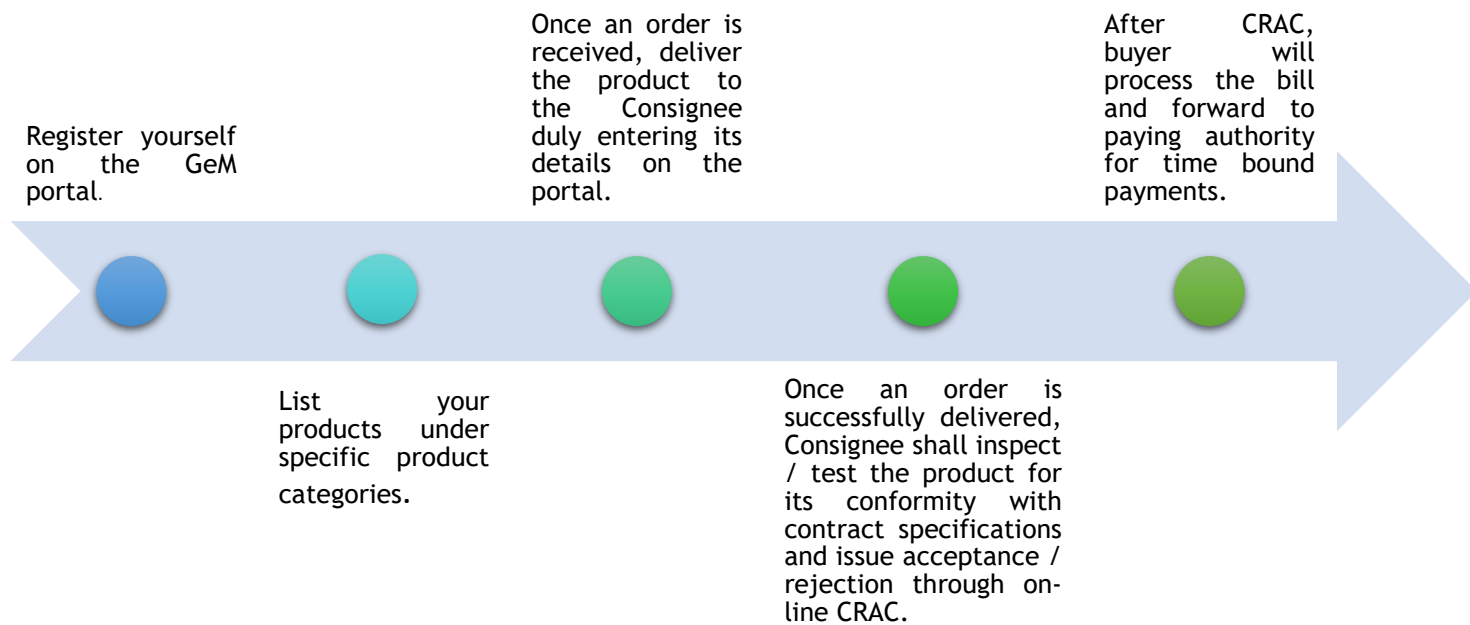 Register yourself
on the GeM
portal.
List your
products under
specific product
categories.
Once an order is
received, deliver
the product to
the Consignee
duly entering its
details on the
portal.
Once an order is
successfully delivered,
Consignee shall inspect
/ test the product for
its conformity with
contract specifications
and issue acceptance /
rejection through on-
line CRAC.
After CRAC,
buyer will
process the bill
and forward to
paying authority
for time bound
payments.